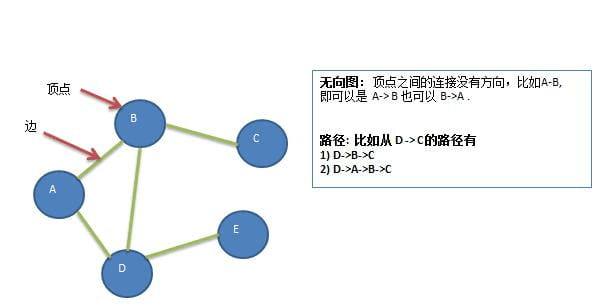 顶点
B
边
C
A
E
D
无向图: 顶点之间的连接没有方向，比如A-B,
即可以是 A-> B 也可以 B->A .
路径: 比如从 D -> C的路径有
1) D->B->C
2) D->A->B->C